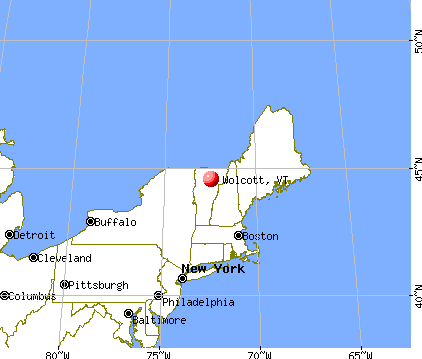 50°N
45°N
Wolcott, VT
Buffalo
Detroit
Boston
Cleveland
New York
Pittsburgh
Columbus
40°N
Philadelphia
Baltimore
80°W
75°W
70°W
65°W